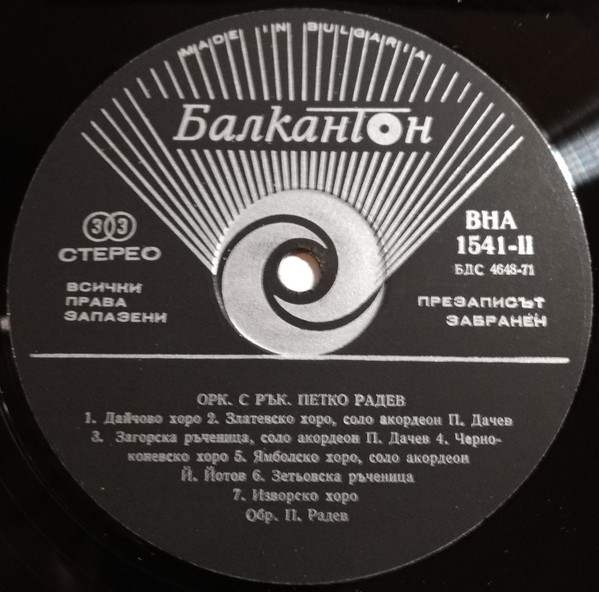 MADE IN BULGARIA
Балкантон
33
СТЕРЕО
ВСИЧКИ
ПРАВА
ЗАПАЗЕНИ
ВНА
1541-II
БДС 4648-71
ПРЕЗАПИСЪТ
ЗАБРАНЕН
ОРК. С РЪК. ПЕТКО РАДЕВ
1. Дайчово хоро 2. Златевско хоро, соло акордеон П. Дачев
3. Загорска ръченица, соло акордеон П. Дачев 4. Черно-
коневско хоро 5. Ямболско хоро, соло акордеон
Й. Йотов 6. Зетьовска ръченица
7. Изворско хоро
Обр. П. Радев